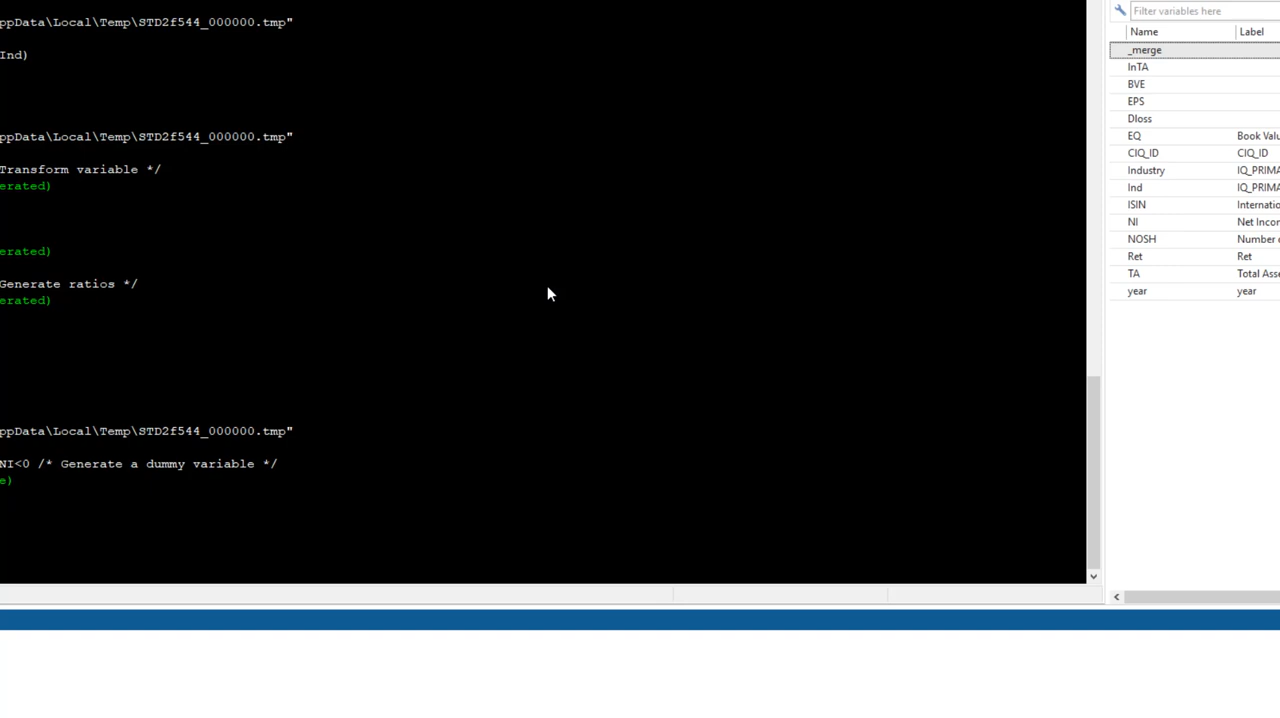 ppData\Local\Temp\STD2f544_000000.tmp"
Ind)
ppData\Local\Temp\STD2f544_000000.tmp"
Transform variable */
erated)
erated)
Generate ratios */
erated)
ppData\Local\Temp\STD2f544_000000.tmp"
NI<0 /* Generate a dummy variable */
e)
Filter variables here
Name Label
_merge
lnTA
BVE
EPS
Dloss
EQ Book Valu
CIQ_ID CIQ_ID
Industry IQ_PRIMA
Ind IQ_PRIMA
ISIN Internatio
NI Net Incor
NOSH Number o
Ret Ret
TA Total Asse
year year